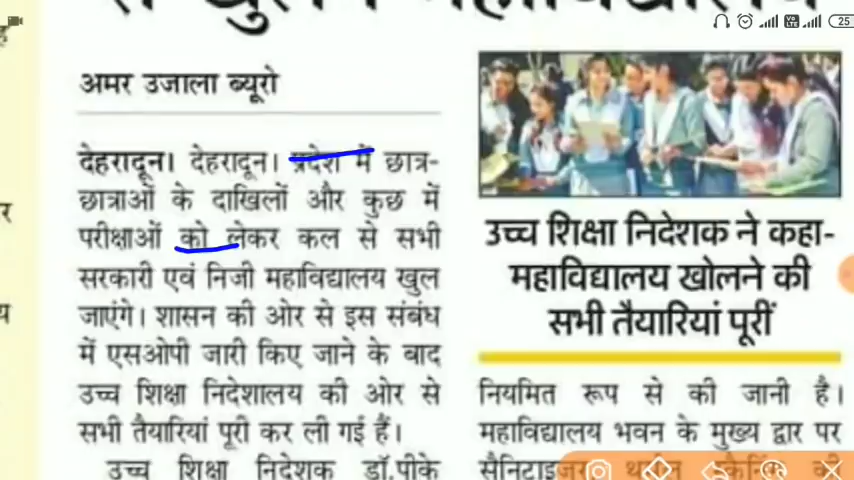 अमर उजाला ब्यूरो
देहरादून। देहरादून। प्रदेश में छात्र-
छात्राओं के दाखिलों और कुछ में
परीक्षाओं को लेकर कल से सभी
सरकारी एवं निजी महाविद्यालय खुल
जाएंगे। शासन की ओर से इस संबंध
में एसओपी जारी किए जाने के बाद
उच्च शिक्षा निदेशालय की ओर से
सभी तैयारियां पूरी कर ली गई हैं।
उच्च शिक्षा निदेशक डॉ.पीके
उच्च शिक्षा निदेशक ने कहा-
महाविद्यालय खोलने की
सभी तैयारियां पूरीं
नियमित रूप से की जानी है।
महाविद्यालय भवन के मुख्य द्वार पर
25